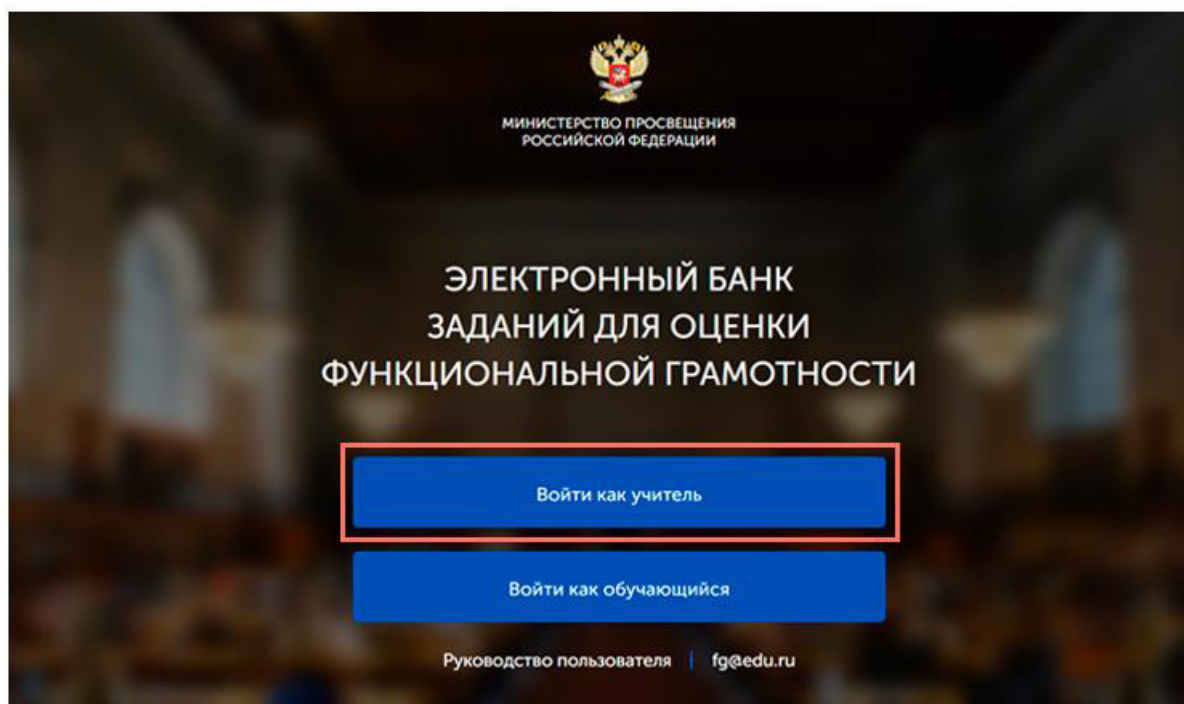 МИНИСТЕРСТВО ПРОСВЕЩЕНИЯ
РОССИЙСКОЙ ФЕДЕРАЦИИ
ЭЛЕКТРОННЫЙ БАНК
ЗАДАНИЙ ДЛЯ ОЦЕНКИ
ФУНКЦИОНАЛЬНОЙ ГРАМОТНОСТИ
Войти как учитель
Войти как обучающийся
Руководство пользователя | fg@edu.ru